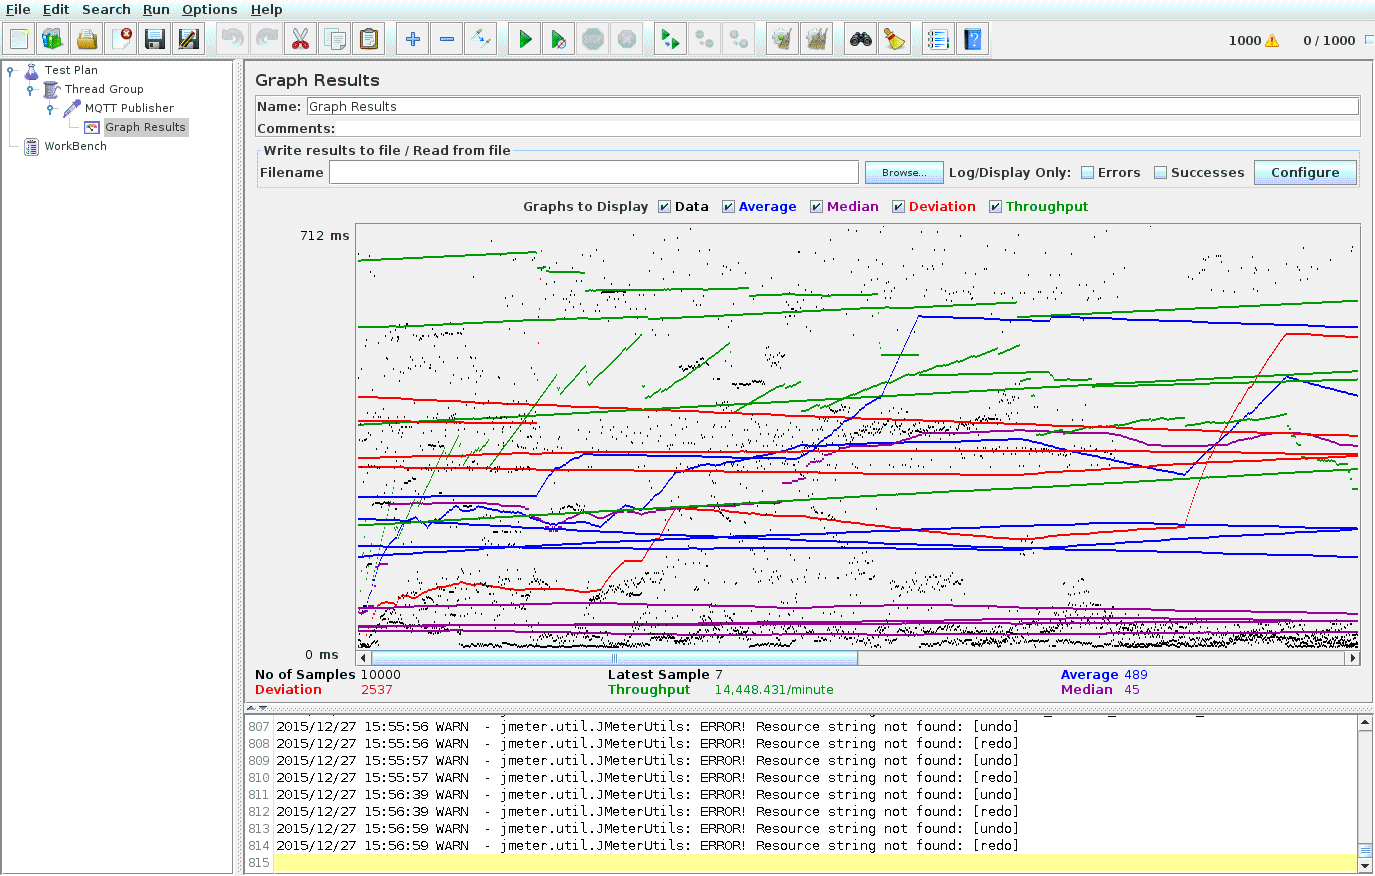 File Edit Search Run Options Help
1000 0 / 1000
Test Plan
Thread Group
MQTT Publisher
Graph Results
WorkBench
Graph Results
Name: Graph Results
Comments:
Write results to file / Read from file
Filename Browse... Log/Display Only: Errors Successes Configure
Graphs to Display Data Average Median Deviation Throughput
712 ms
0 ms
No of Samples 10000 Latest Sample 7 Average 489
Deviation 2537 Throughput 14,448.431/minute Median 45
807 2015/12/27 15:55:56 WARN - jmeter.util.JMeterUtils: ERROR! Resource string not found: [undo]
808 2015/12/27 15:55:56 WARN - jmeter.util.JMeterUtils: ERROR! Resource string not found: [redo]
809 2015/12/27 15:55:57 WARN - jmeter.util.JMeterUtils: ERROR! Resource string not found: [undo]
810 2015/12/27 15:55:57 WARN - jmeter.util.JMeterUtils: ERROR! Resource string not found: [redo]
811 2015/12/27 15:56:39 WARN - jmeter.util.JMeterUtils: ERROR! Resource string not found: [undo]
812 2015/12/27 15:56:39 WARN - jmeter.util.JMeterUtils: ERROR! Resource string not found: [redo]
813 2015/12/27 15:56:59 WARN - jmeter.util.JMeterUtils: ERROR! Resource string not found: [undo]
814 2015/12/27 15:56:59 WARN - jmeter.util.JMeterUtils: ERROR! Resource string not found: [redo]
815